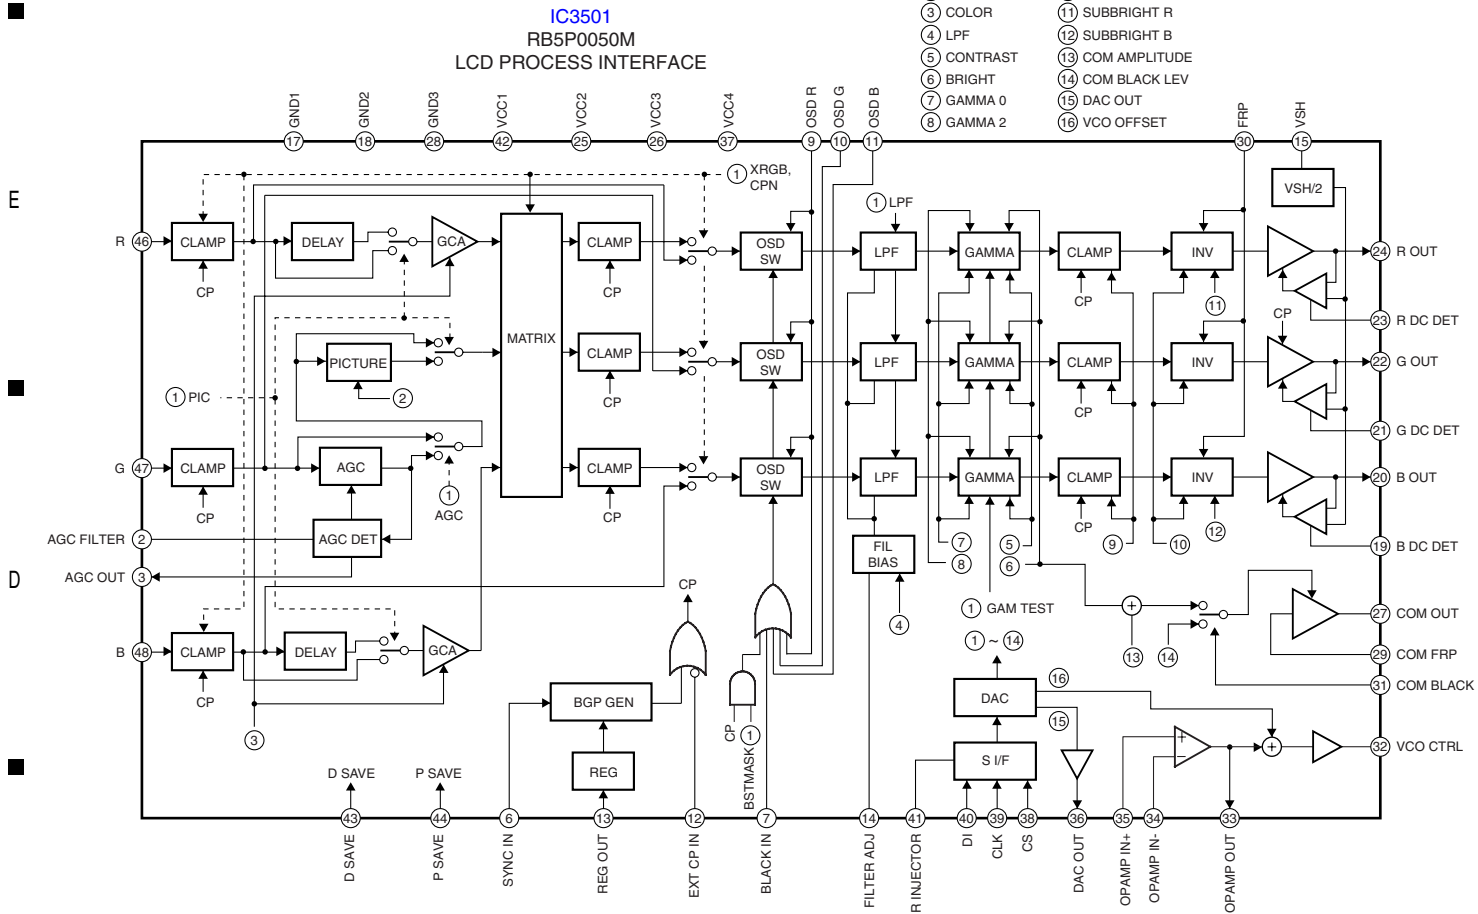 IC3501
RB5P0050M
LCD PROCESS INTERFACE
3 COLOR
4 LPF
5 CONTRAST
6 BRIGHT
7 GAMMA 0
8 GAMMA 2
11 SUBBRIGHT R
12 SUBBRIGHT B
13 COM AMPLITUDE
14 COM BLACK LEV
15 DAC OUT
16 VCO OFFSET
GND1
GND2
GND3
VCC1
VCC2
VCC3
VCC4
OSD R
OSD G
OSD B
FRP
VSH
17
18
28
42
25
26
37
9
10
11
30
15
E
1 XRGB,
CPN
VSH/2
1 LPF
R 46
CLAMP
DELAY
GCA
CLAMP
OSD
SW
LPF
GAMMA
CLAMP
INV
24 R OUT
CP
CP
CP
11
CP
23 R DC DET
MATRIX
PICTURE
CLAMP
OSD
SW
LPF
GAMMA
CLAMP
INV
22 G OUT
1 PIC
2
CP
CP
21 G DC DET
G 47
CLAMP
AGC
CLAMP
OSD
SW
LPF
GAMMA
CLAMP
INV
20 B OUT
1
AGC
CP
CP
CP
12
AGC FILTER 2
AGC DET
FIL
BIAS
7
8
5
6
9
10
19 B DC DET
AGC OUT 3
D
CP
4
1 GAM TEST
+
13
14
27 COM OUT
1 ~ 14
B 48
CLAMP
DELAY
GCA
29 COM FRP
CP
31 COM BLACK
3
BGP GEN
CP
1
BSTMASK
DAC
16
15
REG
S I/F
+
−
+
32 VCO CTRL
D SAVE
P SAVE
43
44
6
13
12
7
14
41
40
39
38
36
35
34
33
D SAVE
P SAVE
SYNC IN
REG OUT
EXT CP IN
BLACK IN
FILTER ADJ
R INJECTOR
DI
CLK
CS
DAC OUT
OPAMP IN+
OPAMP IN-
OPAMP OUT